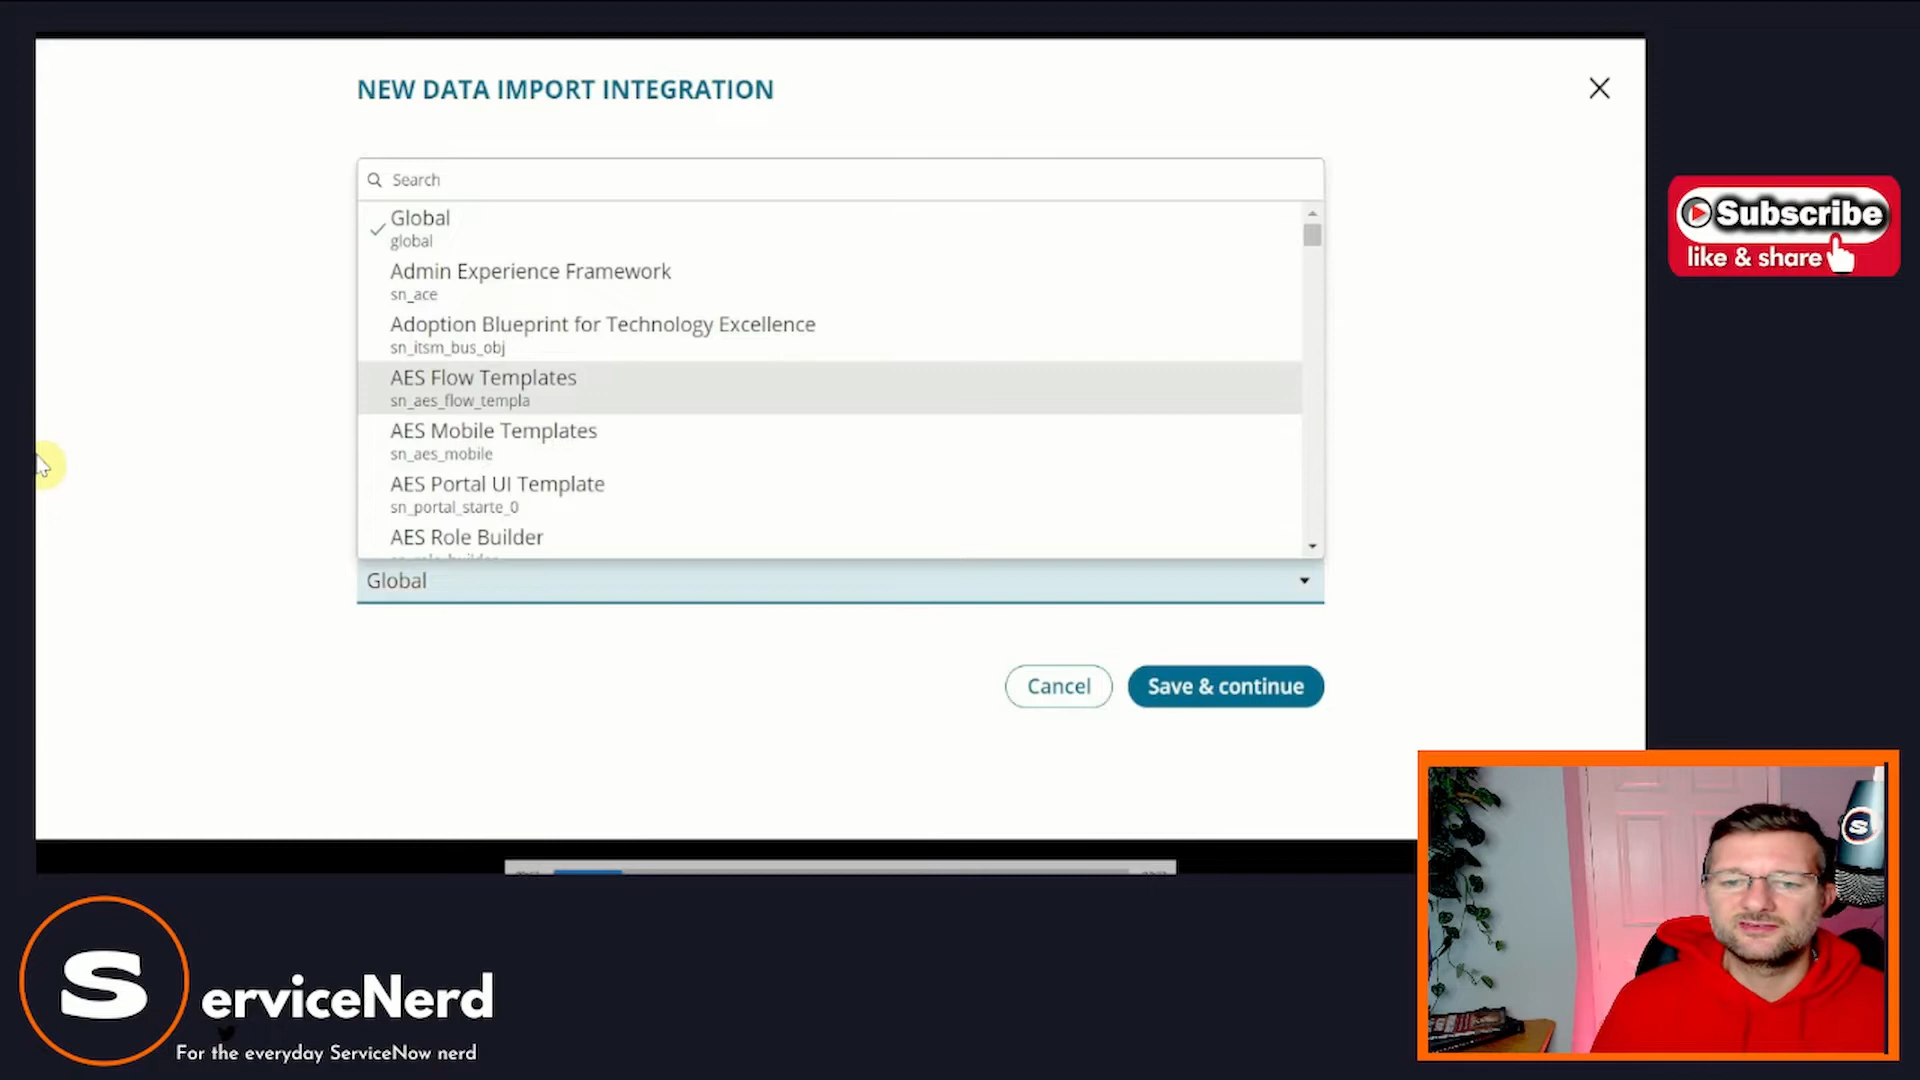 NEW DATA IMPORT INTEGRATION
Search
Global
global
Admin Experience Framework
sn_ace
Adoption Blueprint for Technology Excellence
sn_itsm_bus_obj
AES Flow Templates
sn_aes_flow_templa
AES Mobile Templates
sn_aes_mobile
AES Portal UI Template
sn_portal_starte_0
AES Role Builder
Global
Cancel
Save & continue
Subscribe
like & share
S
ServiceNerd
For the everyday ServiceNow nerd